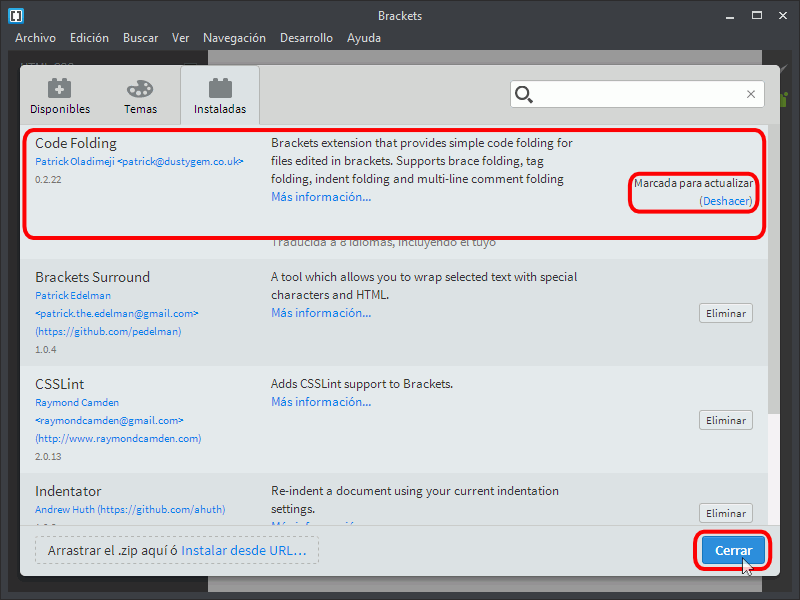 Brackets
Archivo Edición Buscar Ver Navegación Desarrollo Ayuda
Disponibles Temas Instaladas
Code Folding
Patrick Oladimeji <patrick@dustygem.co.uk>
0.2.22
Brackets extension that provides simple code folding for
files edited in brackets. Supports brace folding, tag
folding, indent folding and multi-line comment folding
Más información...
Marcada para actualizar
(Deshacer)
Traducida a 8 idiomas, incluyendo el tuyo
Brackets Surround
Patrick Edelman
<patrick.the.edelman@gmail.com>
(https://github.com/pedelman)
1.0.4
A tool which allows you to wrap selected text with special
characters and HTML.
Más información...
Eliminar
CSSLint
Raymond Camden
<raymondcamden@gmail.com>
(http://www.raymondcamden.com)
2.0.13
Adds CSSLint support to Brackets.
Más información...
Eliminar
Indentator
Andrew Huth (https://github.com/ahuth)
Re-indent a document using your current indentation
settings.
Más información
Eliminar
Arrastrar el .zip aquí ó Instalar desde URL...
Cerrar